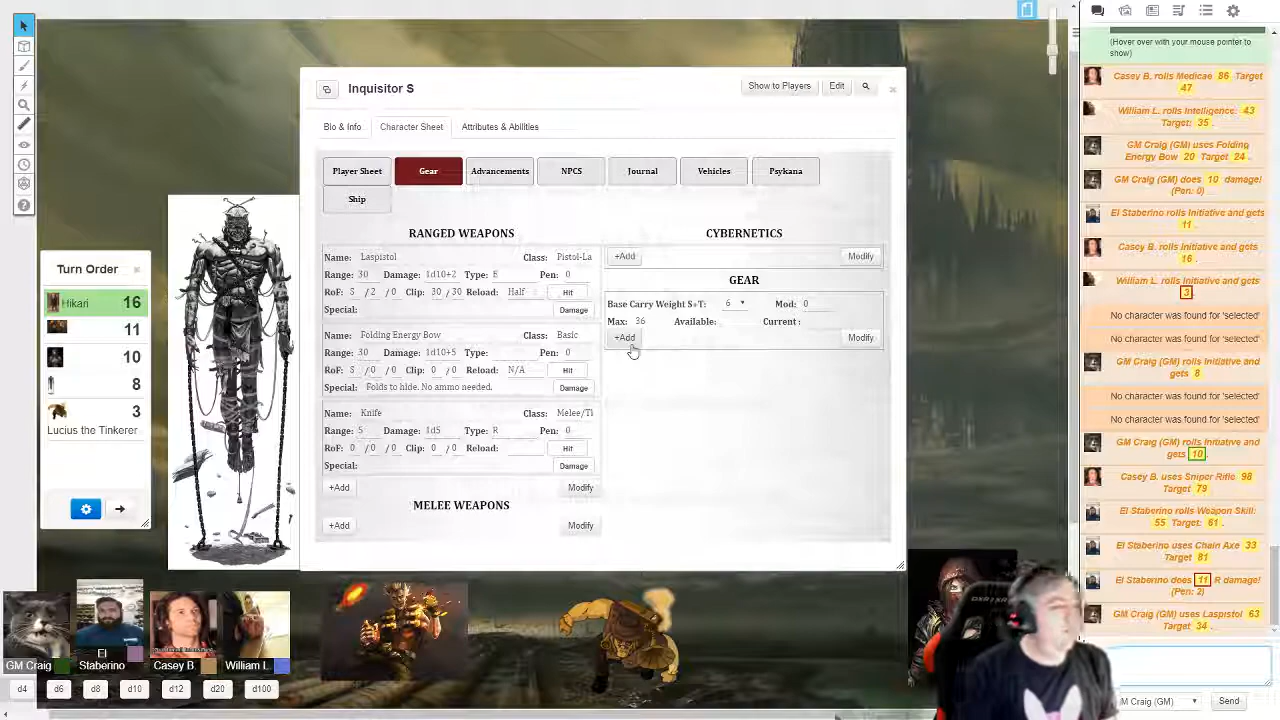 Inquisitor S
Show to Players
Edit
Bio & Info
Character Sheet
Attributes & Abilities
Player Sheet
Gear
Advancements
NPCS
Journal
Vehicles
Psykana
Ship
RANGED WEAPONS
Name: Laspistol Class: Pistol-La
Range: 30 Damage: 1d10+2 Type: E Pen: 0
RoF: S / 2 / 0 Clip: 30 / 30 Reload: Half Hit
Special: Damage
Name: Folding Energy Bow Class: Basic
Range: 30 Damage: 1d10+5 Type: Pen: 0
RoF: S / 0 / 0 Clip: 0 / 0 Reload: N/A Hit
Special: Folds to hide. No ammo needed. Damage
Name: Knife Class: Melee/Tl
Range: 5 Damage: 1d5 Type: R Pen: 0
RoF: 0 / 0 / 0 Clip: 0 / 0 Reload: Hit
Special: Damage
+Add Modify
MELEE WEAPONS
+Add Modify
CYBERNETICS
+Add Modify
GEAR
Base Carry Weight S+T: 6 Mod: 0
Max: 36 Available: Current :
+Add Modify
Turn Order
Hikari 16
11
10
8
3
Lucius the Tinkerer
GM Craig
El
Staberino
Casey B.
William L.
d4 d6 d8 d10 d12 d20 d100
(Hover over with your mouse pointer to
show)
Casey B. rolls Medicae 86 Target
47
William L. rolls Intelligence: 43
Target: 35 .
GM Craig (GM) uses Folding
Energy Bow 20 Target 24 .
GM Craig (GM) does 10 damage!
(Pen: 0)
El Staberino rolls Initiative and gets
11 .
Casey B. rolls Initiative and gets
16 .
William L. rolls Initiative and gets
3 .
No character was found for 'selected'
No character was found for 'selected'
GM Craig (GM) rolls Initiative and
gets 8
No character was found for 'selected'
No character was found for 'selected'
GM Craig (GM) rolls Initiative and
gets 10 .
Casey B. uses Sniper Rifle 98
Target 79
El Staberino rolls Weapon Skill:
55 Target: 61 .
El Staberino uses Chain Axe 33
Target 81
El Staberino does 11 R damage!
(Pen: 2)
GM Craig (GM) uses Laspistol 63
Target 34 .
M Craig (GM)
Send